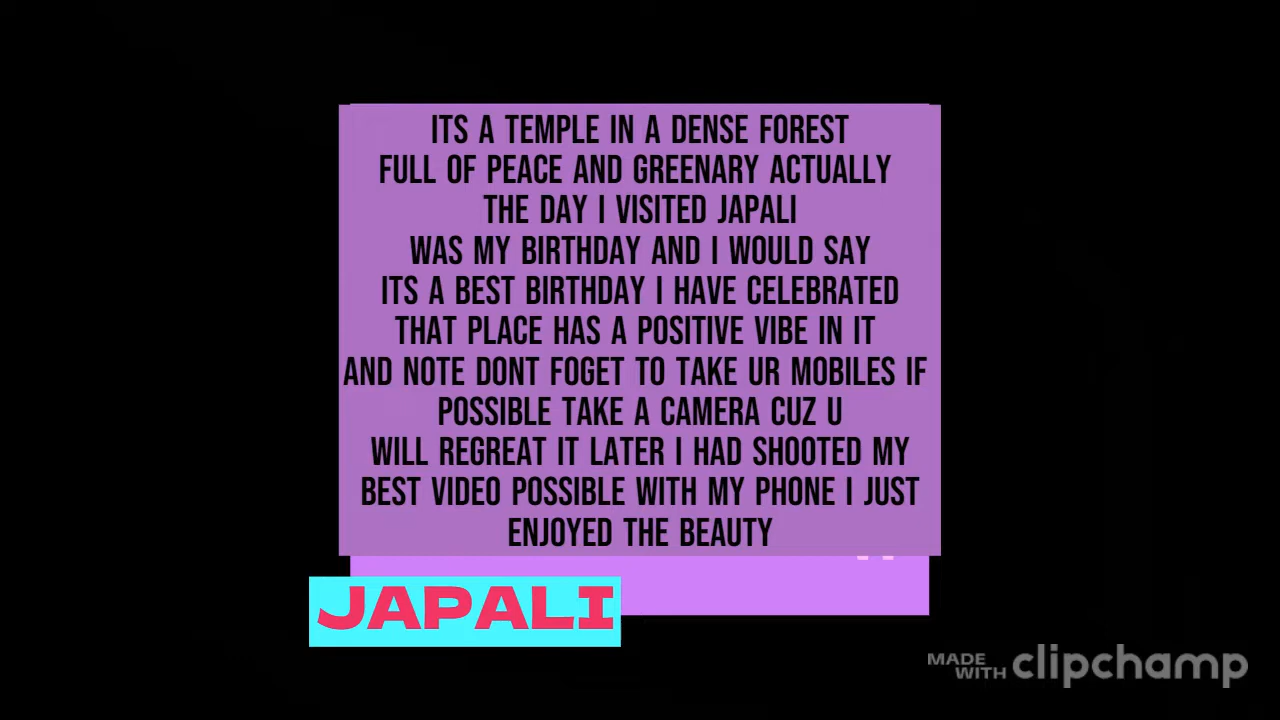 ITS A TEMPLE IN A DENSE FOREST
FULL OF PEACE AND GREENARY ACTUALLY
THE DAY I VISITED JAPALI
WAS MY BIRTHDAY AND I WOULD SAY
ITS A BEST BIRTHDAY I HAVE CELEBRATED
THAT PLACE HAS A POSITIVE VIBE IN IT
AND NOTE DONT FOGET TO TAKE UR MOBILES IF
POSSIBLE TAKE A CAMERA CUZ U
WILL REGREAT IT LATER I HAD SHOOTED MY
BEST VIDEO POSSIBLE WITH MY PHONE I JUST
ENJOYED THE BEAUTY
JAPALI
MADE WITH clipchamp